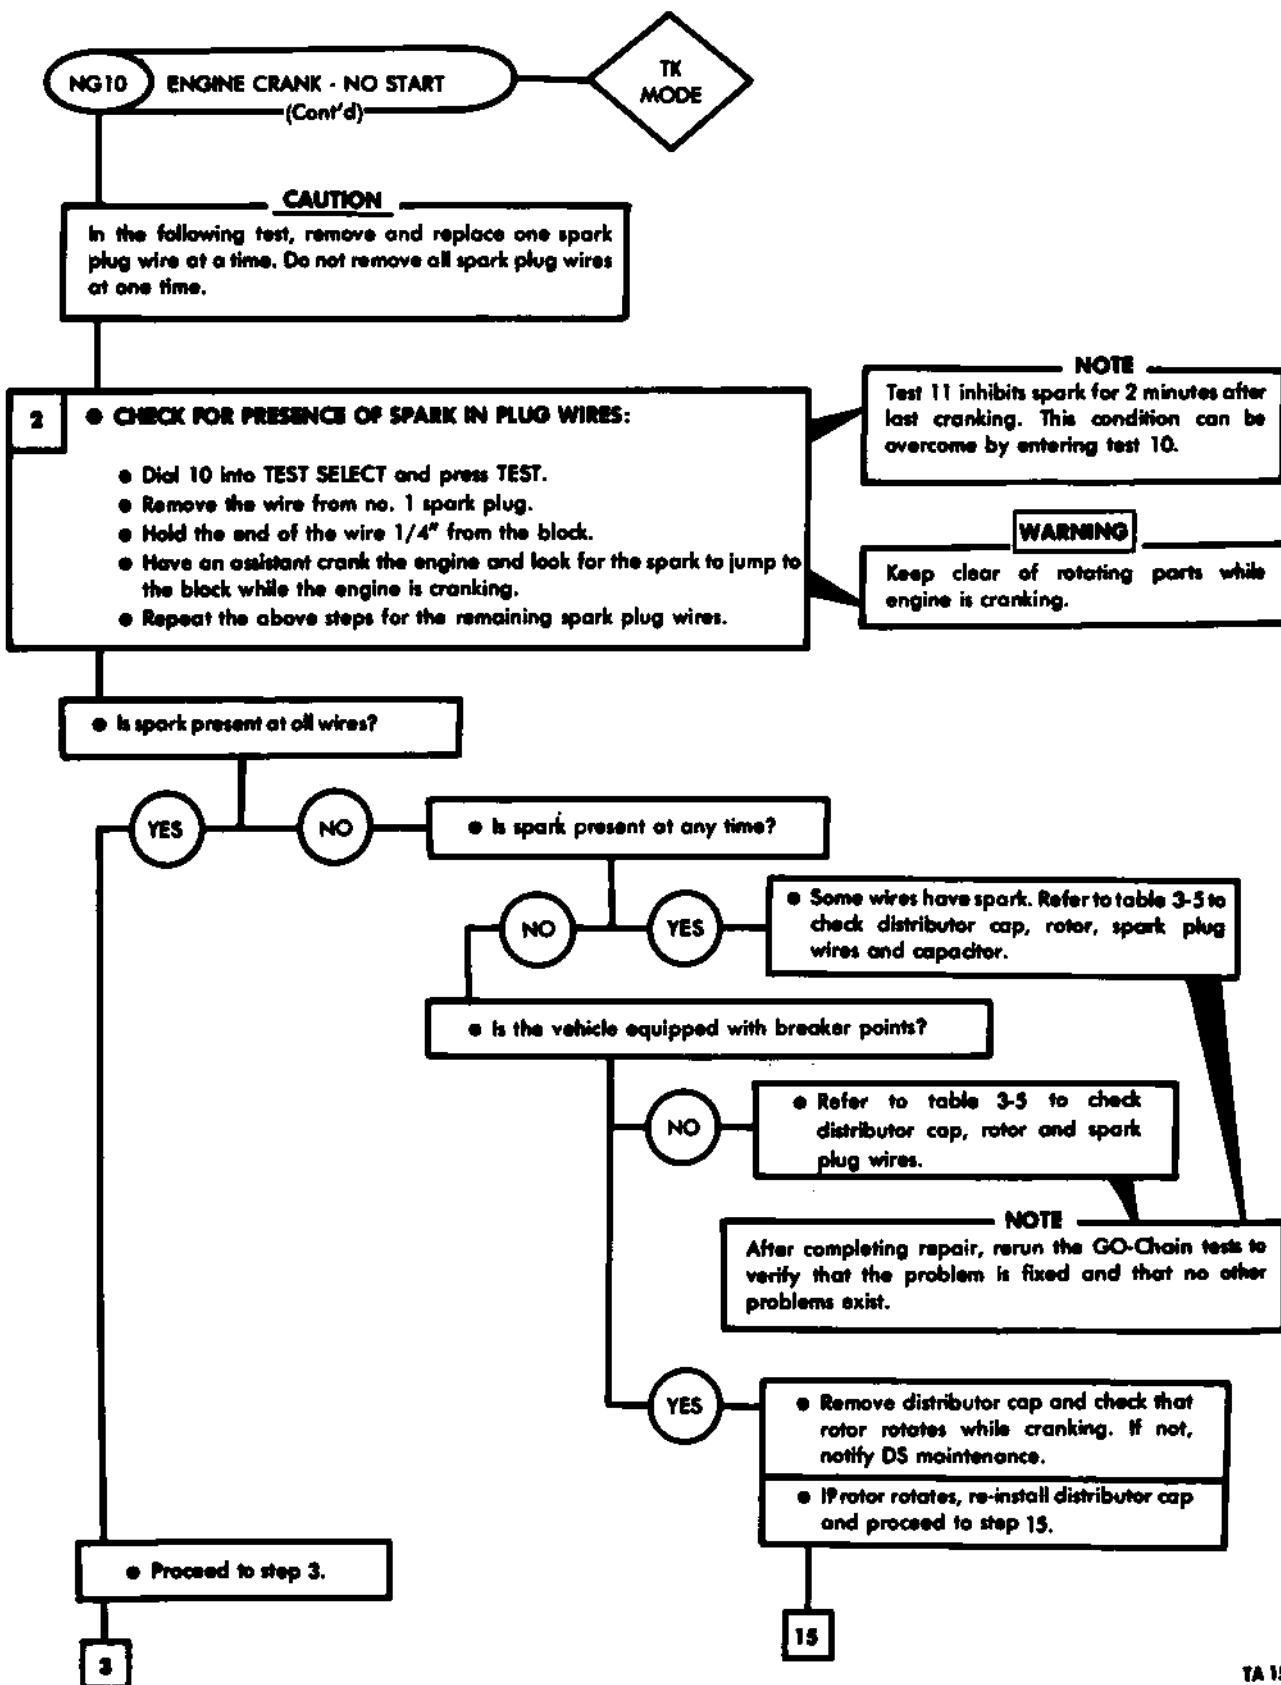 NG10 ENGINE CRANK - NO START
(Cont'd)
TK
MODE
CAUTION
In the following test, remove and replace one spark
plug wire at a time. Do not remove all spark plug wires
at one time.
2
● CHECK FOR PRESENCE OF SPARK IN PLUG WIRES:
● Dial 10 into TEST SELECT and press TEST.
● Remove the wire from no. 1 spark plug.
● Hold the end of the wire 1/4" from the block.
● Have an assistant crank the engine and look for the spark to jump to
the block while the engine is cranking.
● Repeat the above steps for the remaining spark plug wires.
NOTE
Test 11 inhibits spark for 2 minutes after
last cranking. This condition can be
overcome by entering test 10.
WARNING
Keep clear of rotating parts while
engine is cranking.
● Is spark present at all wires?
YES
NO
● Is spark present at any time?
NO
YES
● Some wires have spark. Refer to table 3-5 to
check distributor cap, rotor, spark plug
wires and capacitor.
● Is the vehicle equipped with breaker points?
NO
● Refer to table 3-5 to check
distributor cap, rotor and spark
plug wires.
NOTE
After completing repair, rerun the GO-Chain tests to
verify that the problem is fixed and that no other
problems exist.
YES
● Remove distributor cap and check that
rotor rotates while cranking. If not,
notify DS maintenance.
● If rotor rotates, re-install distributor cap
and proceed to step 15.
● Proceed to step 3.
3
15
TA